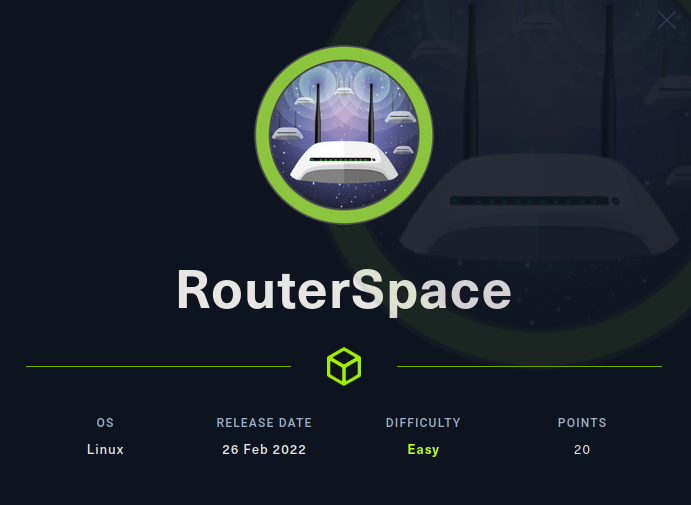 RouterSpace
OS RELEASE DATE DIFFICULTY POINTS
Linux 26 Feb 2022 Easy 20